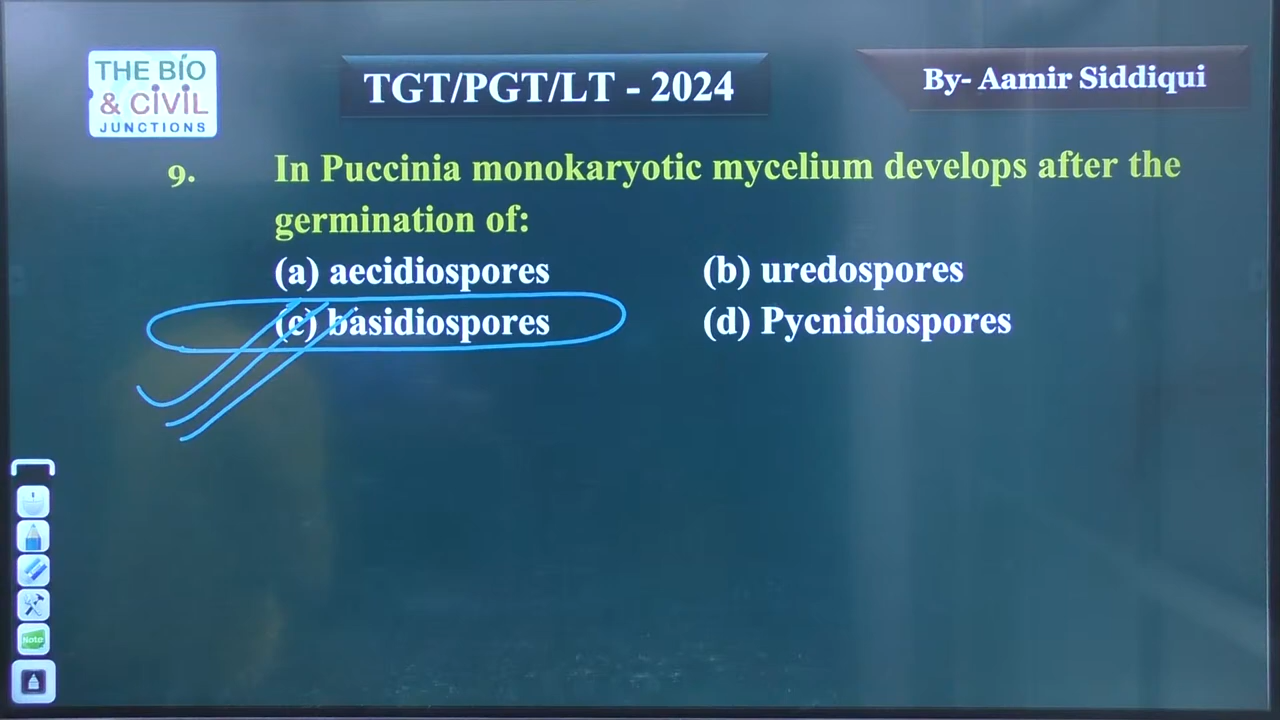 THE BIO
& CIVIL
JUNCTIONS
TGT/PGT/LT - 2024
By- Aamir Siddiqui
9. In Puccinia monokaryotic mycelium develops after the
germination of:
(a) aecidiospores (b) uredospores
(c) basidiospores (d) Pycnidiospores
Note